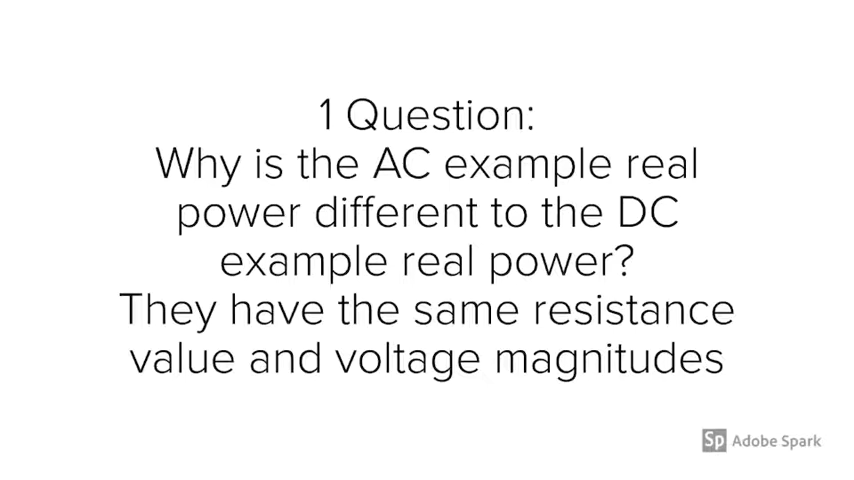 1 Question:
Why is the AC example real
power different to the DC
example real power?
They have the same resistance
value and voltage magnitudes
Sp Adobe Spark